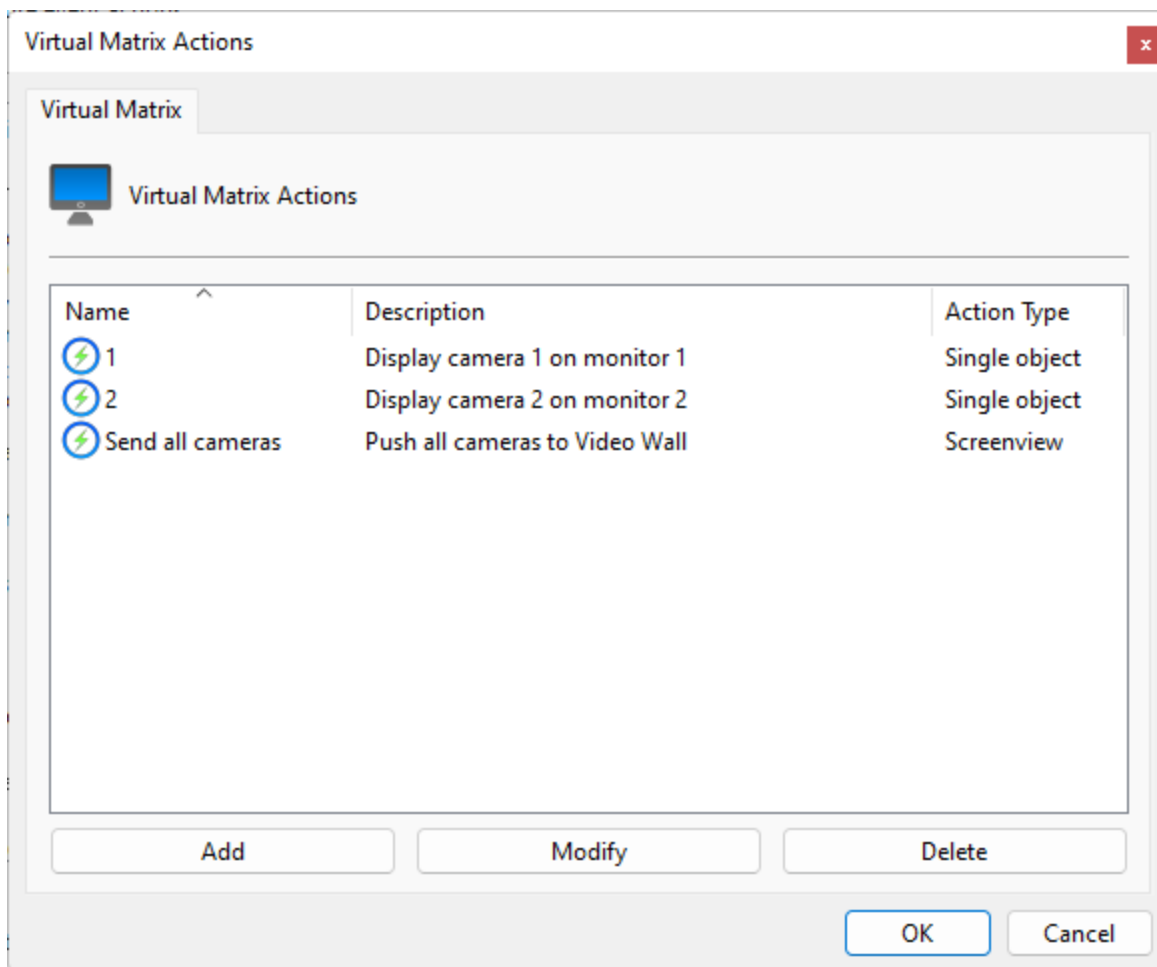 Virtual Matrix Actions
x
Virtual Matrix
Virtual Matrix Actions
Name Description Action Type
1 Display camera 1 on monitor 1 Single object
2 Display camera 2 on monitor 2 Single object
Send all cameras Push all cameras to Video Wall Screenview
Add Modify Delete
OK Cancel